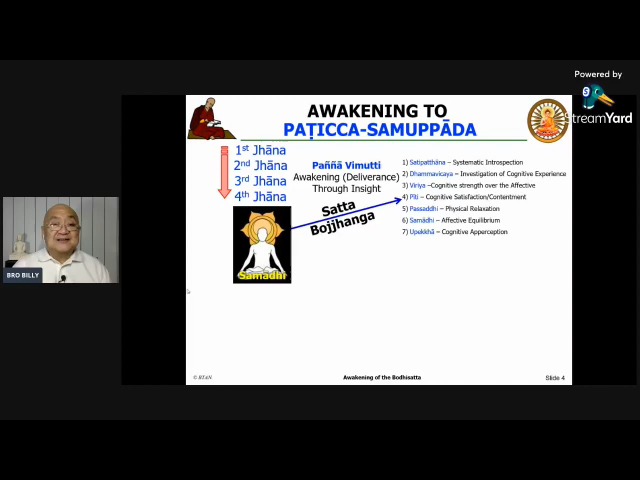 Powered by
StreamYard
AWAKENING TO
PAṬICCA-SAMUPPĀDA
1st Jhāna
2nd Jhāna
3rd Jhāna
4th Jhāna
Paññā Vimutti
Awakening (Deliverance)
Through Insight
Satta
Bojjhanga
Samadhi
1) Satipatthāna – Systematic Introspection
2) Dhammavicaya – Investigation of Cognitive Experience
3) Viriya –Cognitive strength over the Affective
4) Pīti – Cognitive Satisfaction/Contentment
5) Passaddhi – Physical Relaxation
6) Samādhi – Affective Equilibrium
7) Upekkhā – Cognitive Apperception
BRO BILLY
Awakening of the Bodhisatta
Slide 4